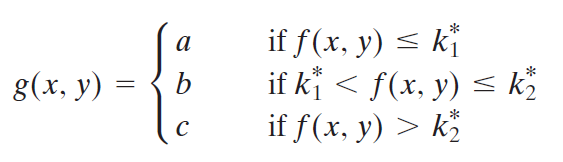 a if f(x, y) ≤ k₁*
g(x, y) = { b if k₁* < f(x, y) ≤ k₂*
c if f(x, y) > k₂*